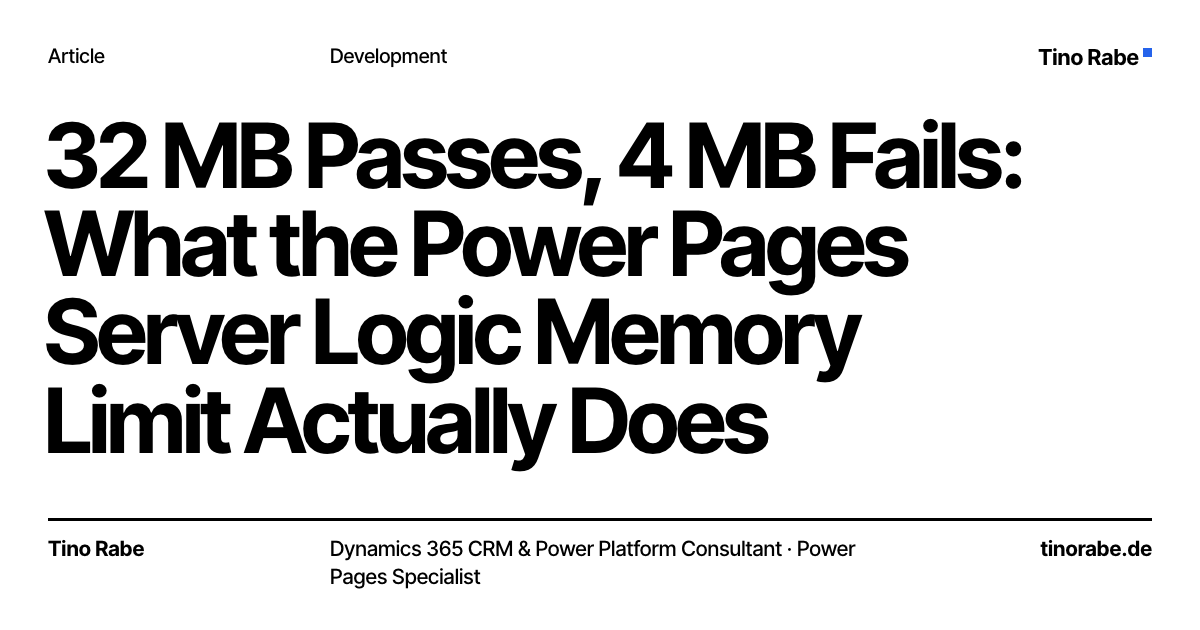 Article
Development
Tino Rabe
32 MB Passes, 4 MB Fails:
What the Power Pages
Server Logic Memory
Limit Actually Does
Tino Rabe
Dynamics 365 CRM & Power Platform Consultant · Power
Pages Specialist
tinorabe.de